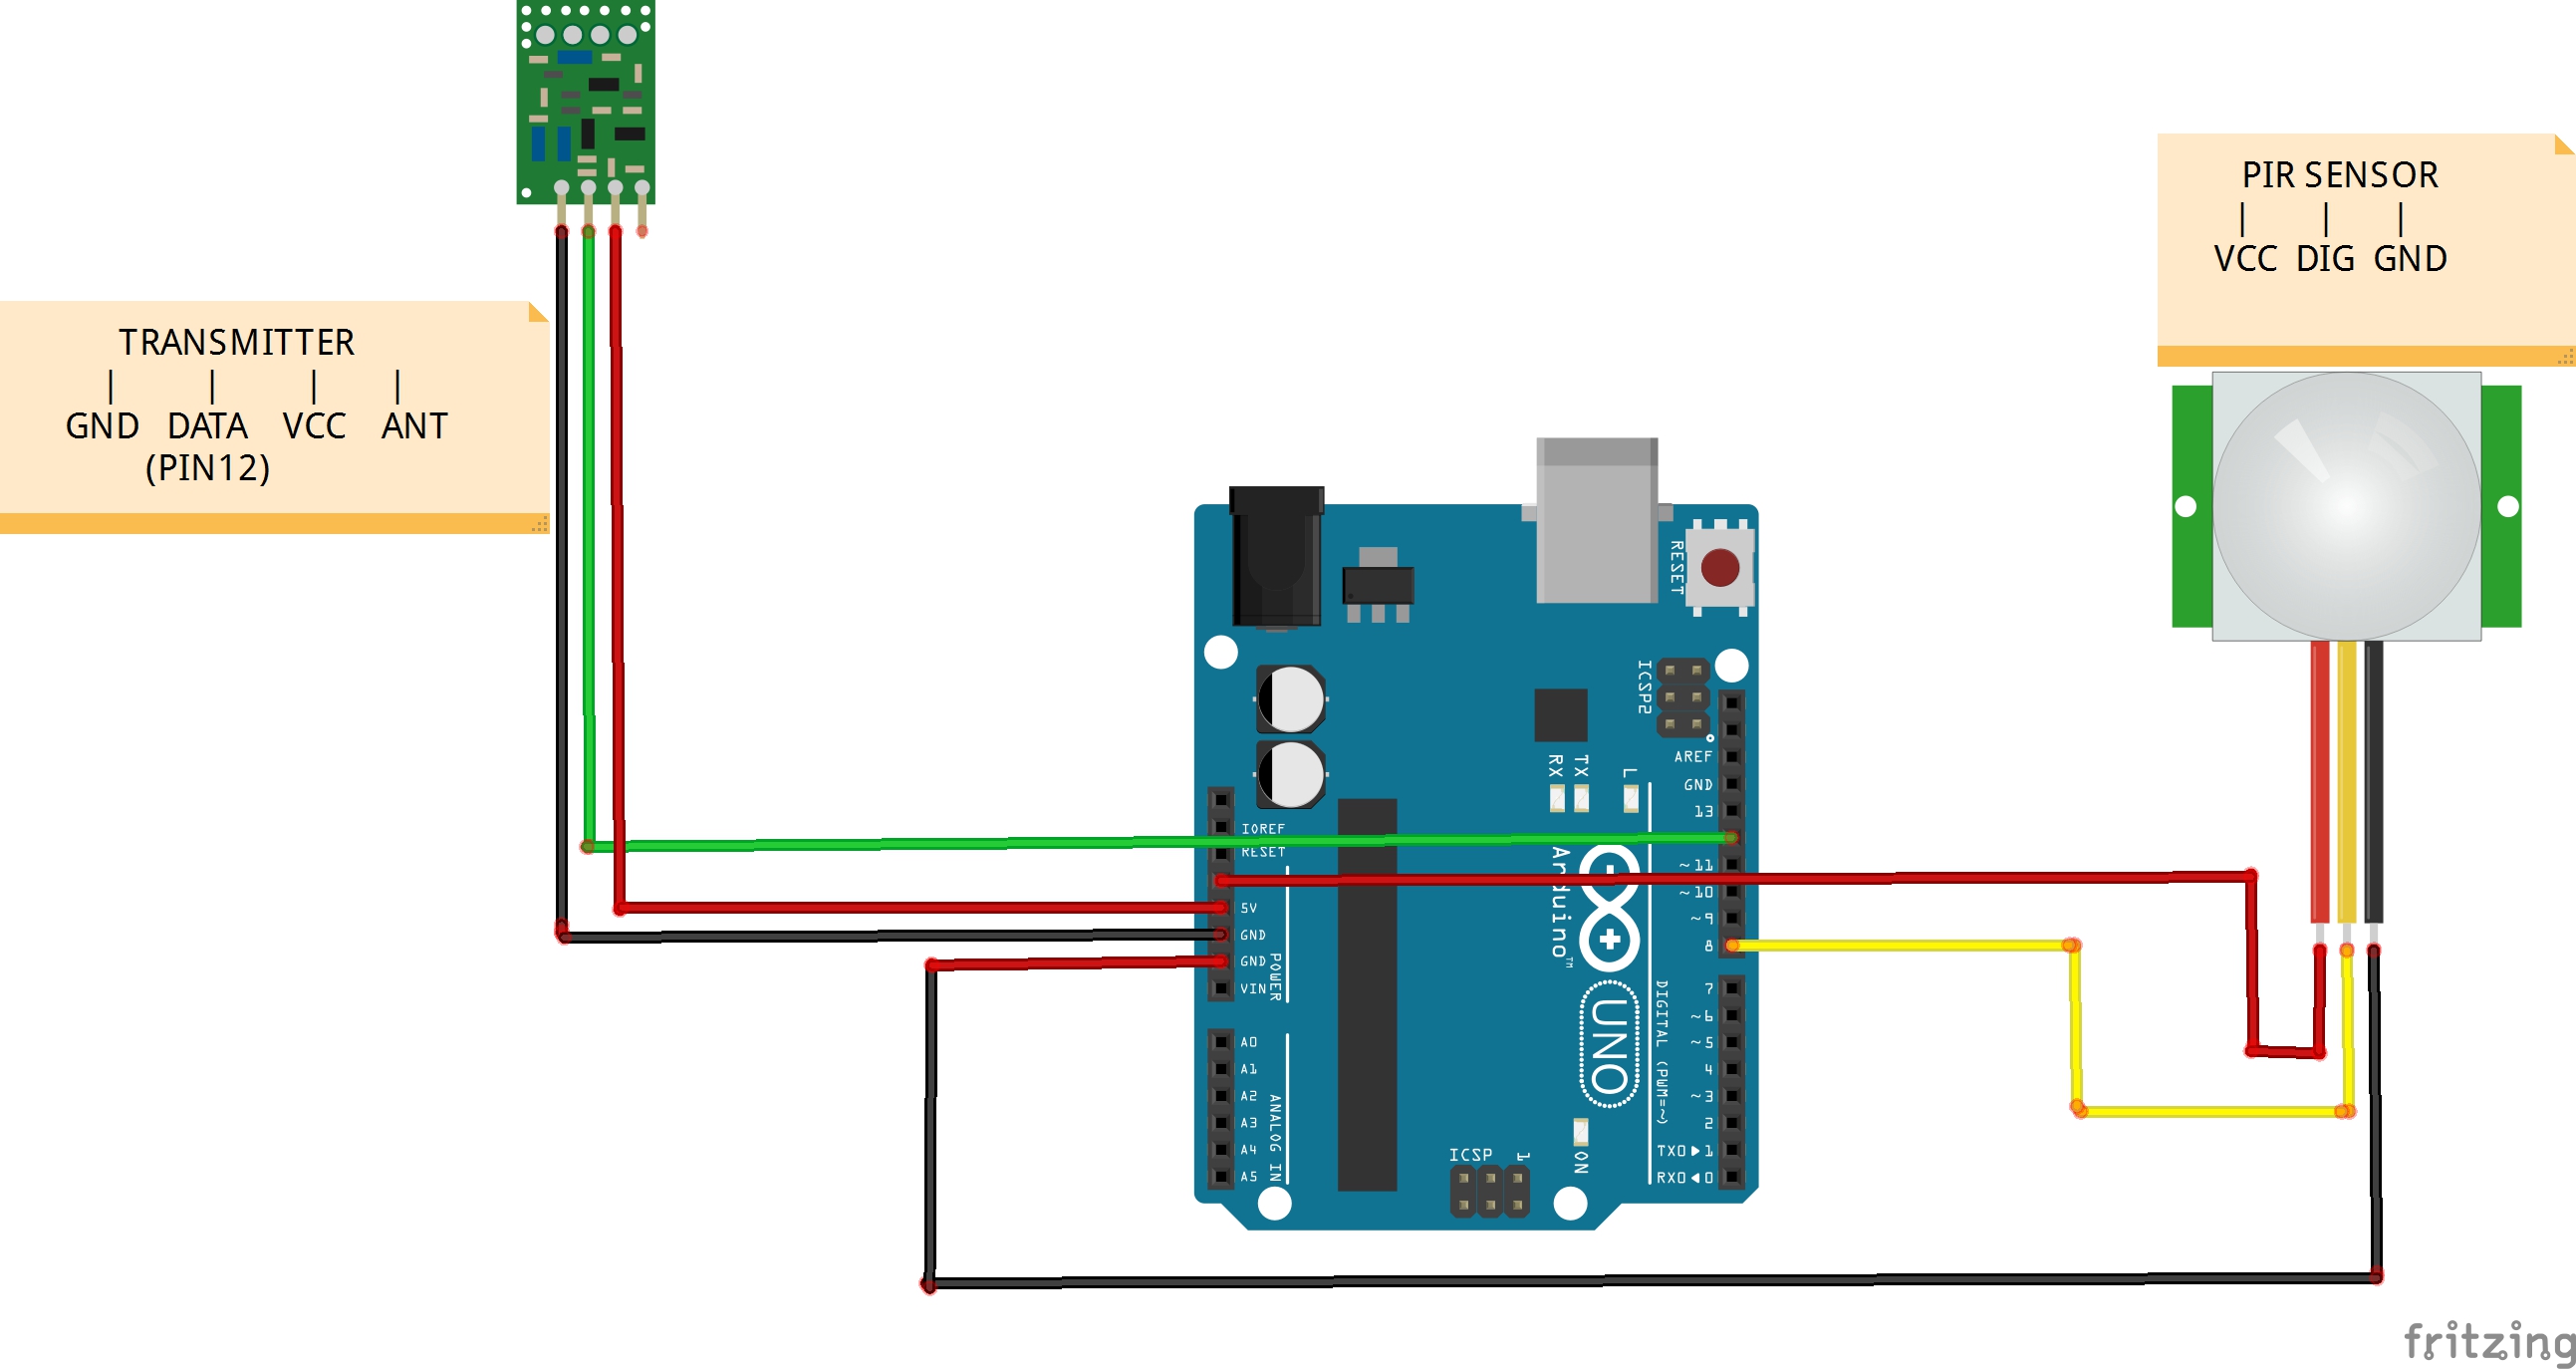 PIR SENSOR
| | |
VCC DIG GND
TRANSMITTER
| | | |
GND DATA VCC ANT
(PIN12)
RESET
ICSP2
AREF
GND
13
RX TX L
IOREF
RESET
~11
~10
~9
8
5V
GND
GND
VIN
POWER
Arduino™
UNO
DIGITAL (PWM=~)
7
~6
~5
4
~3
2
TX0▶1
RX0◀0
A0
A1
A2
A3
A4
A5
ANALOG IN
ICSP 1
ON
fritzing